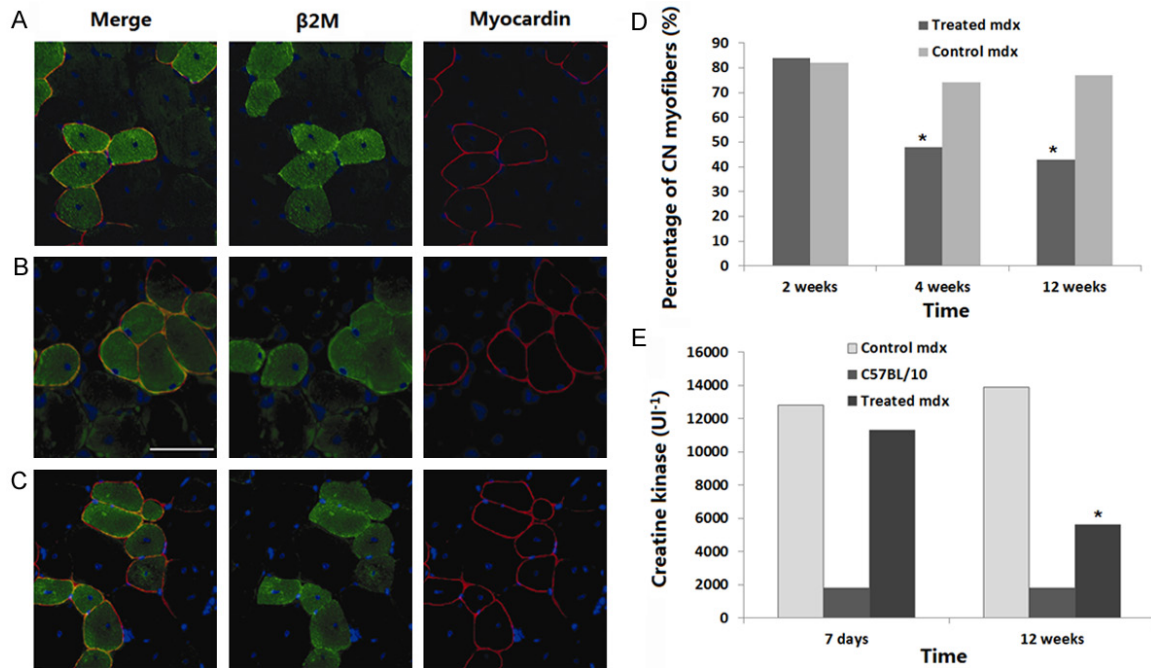 A
Merge
β2M
Myocardin
B
C
D
Treated mdx
Control mdx
Percentage of CN myofibers (%)
90
80
70
60
50
40
30
20
10
0
*
*
2 weeks
4 weeks
12 weeks
Time
E
Control mdx
C57BL/10
Treated mdx
Creatine kinase (Ul-1)
16000
14000
12000
10000
8000
6000
4000
2000
0
*
7 days
12 weeks
Time